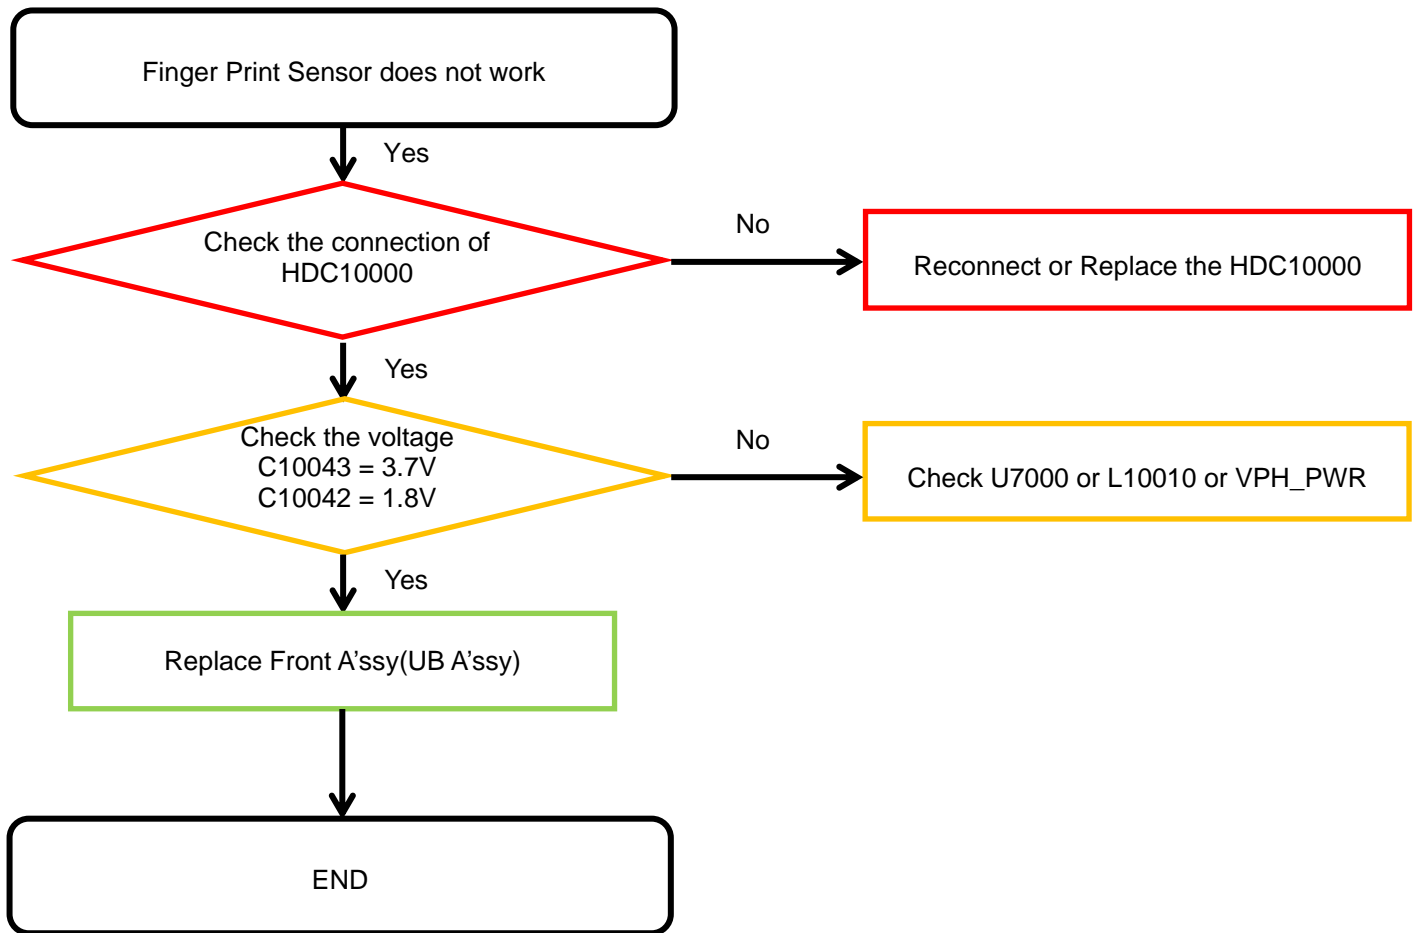 Finger Print Sensor does not work
Yes
Check the connection of
HDC10000
No
Reconnect or Replace the HDC10000
Yes
Check the voltage
C10043 = 3.7V
C10042 = 1.8V
No
Check U7000 or L10010 or VPH_PWR
Yes
Replace Front A’ssy(UB A’ssy)
END